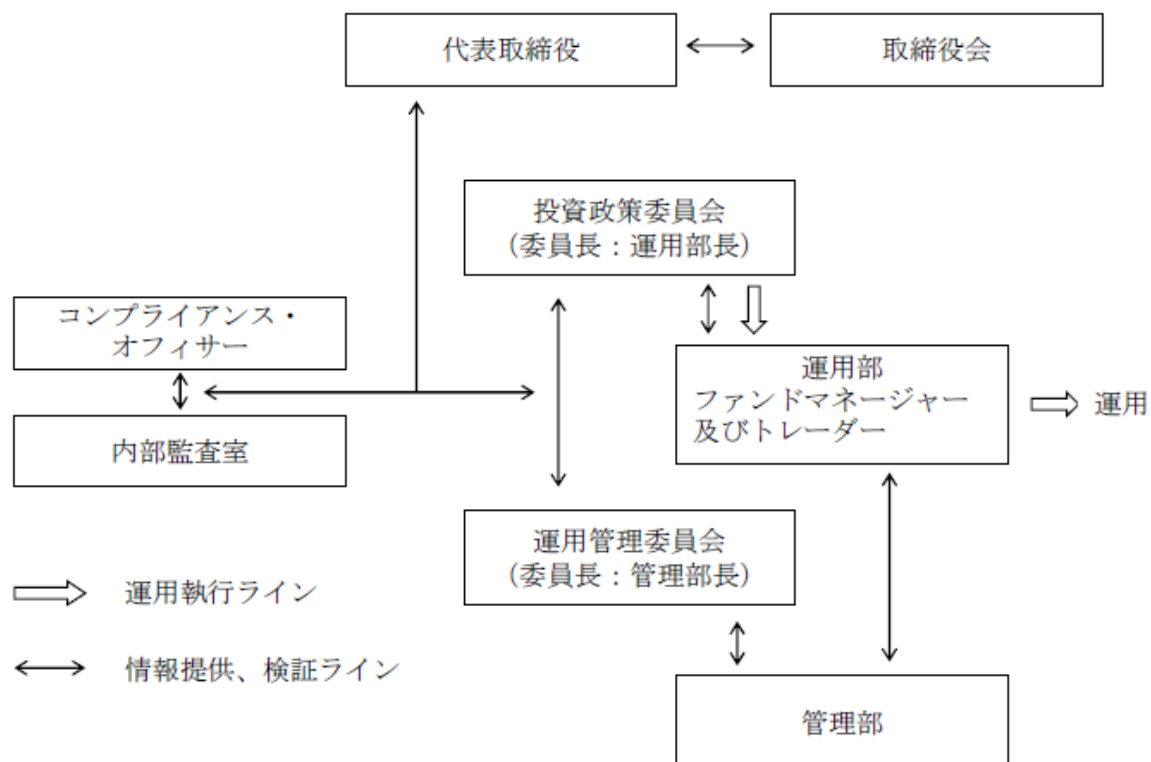 代表取締役
取締役会
投資政策委員会
（委員長：運用部長）
コンプライアンス・
オフィサー
内部監査室
運用部
ファンドマネージャー
及びトレーダー
運用
運用管理委員会
（委員長：管理部長）
運用執行ライン
情報提供、検証ライン
管理部